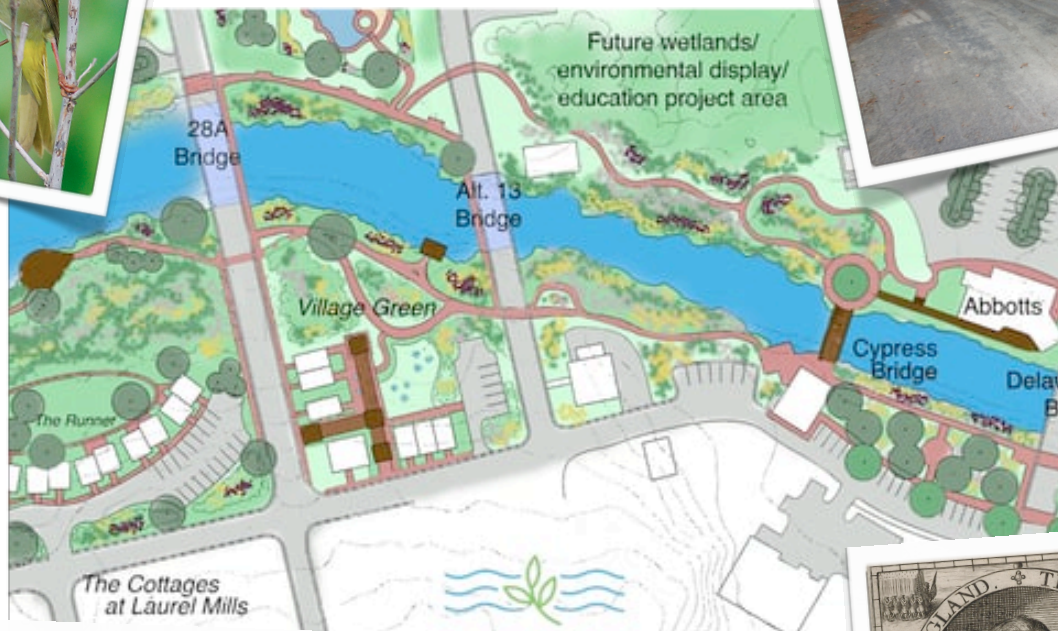 Future wetlands/
environmental display/
education project area
28A
Bridge
Alt. 13
Bridge
Village Green
Abbotts
Cypress
Bridge
The Runner
The Cottages
at Laurel Mills
GLAND.